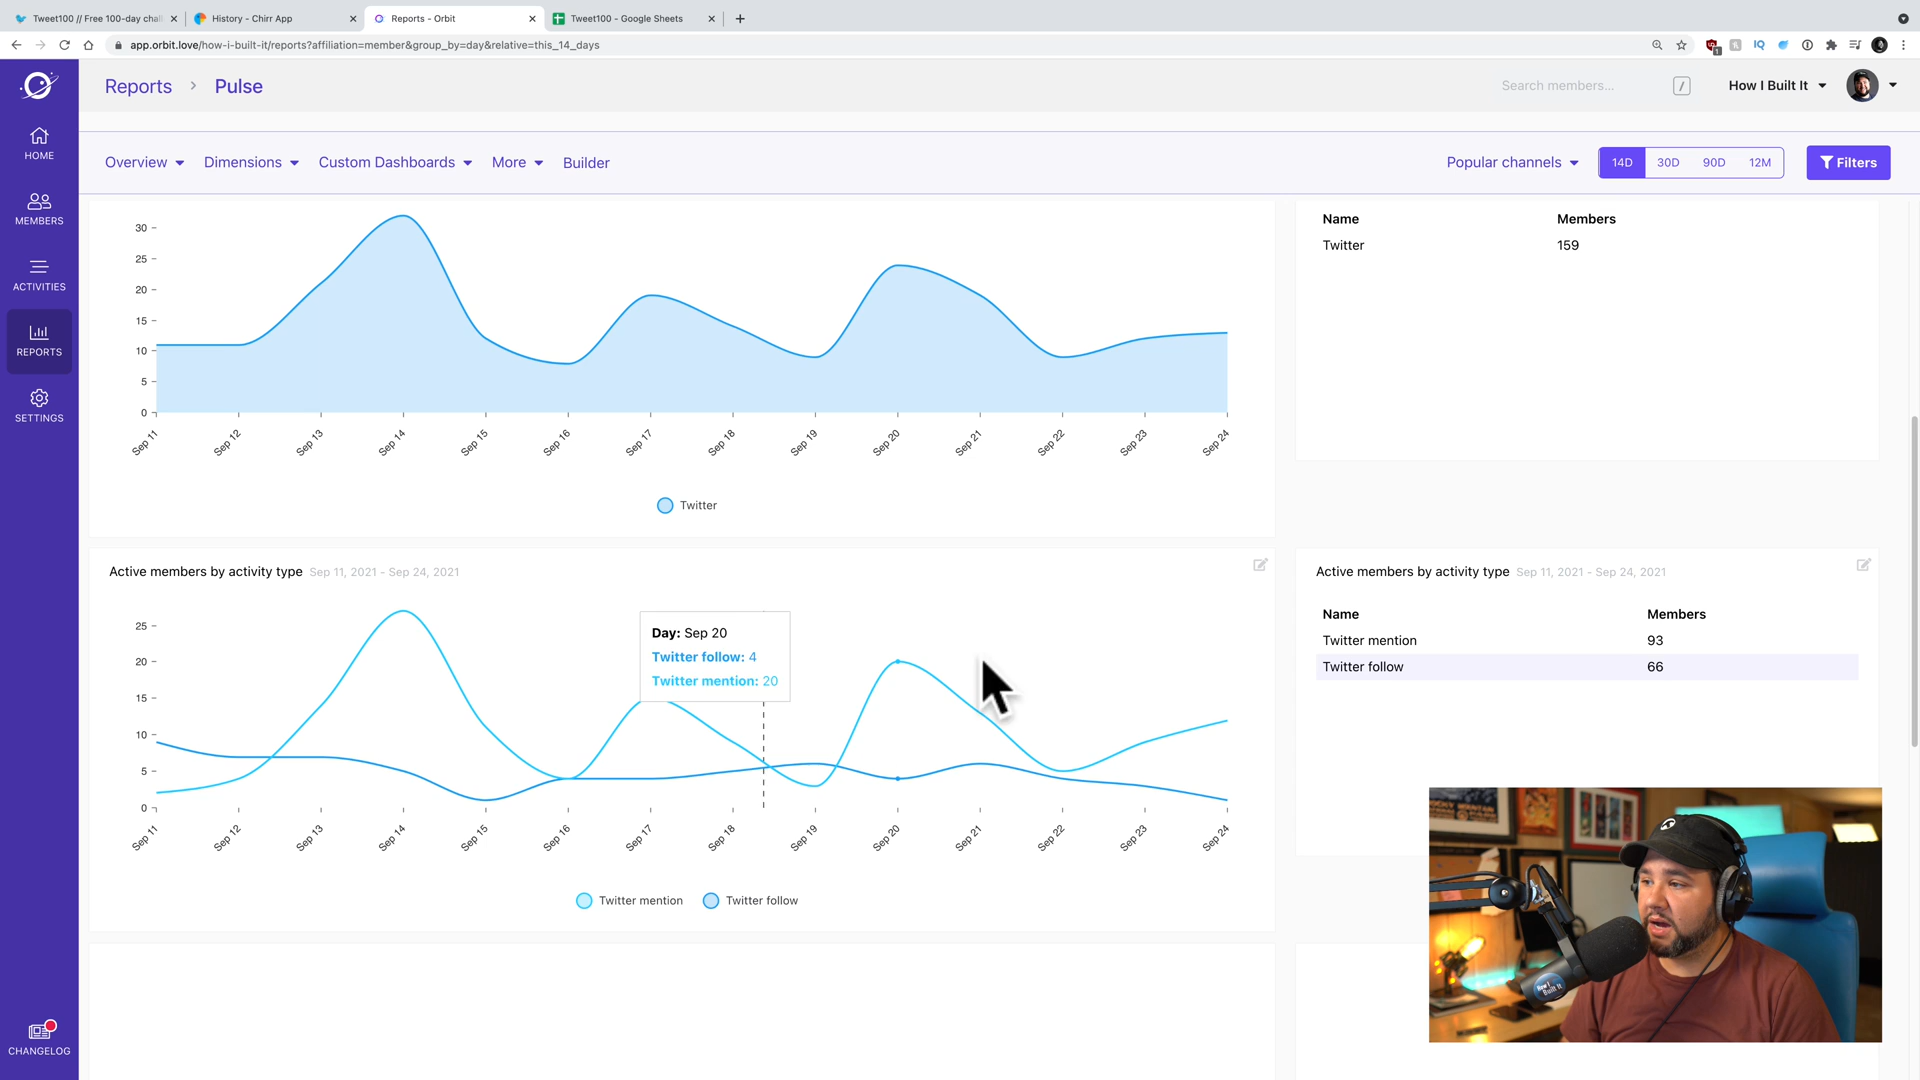 Tweet100 // Free 100-day chal
History - Chirr App
Reports - Orbit
Tweet100 - Google Sheets
app.orbit.love/how-i-built-it/reports?affiliation=member&group_by=day&relative=this_14_days
Reports > Pulse
Search members...
/
How I Built It
HOME
MEMBERS
ACTIVITIES
REPORTS
SETTINGS
CHANGELOG
Overview
Dimensions
Custom Dashboards
More
Builder
Popular channels
14D
30D
90D
12M
Filters
30
25
20
15
10
5
0
Sep 11
Sep 12
Sep 13
Sep 14
Sep 15
Sep 16
Sep 17
Sep 18
Sep 19
Sep 20
Sep 21
Sep 22
Sep 23
Sep 24
Twitter
Name Members
Twitter 159
Active members by activity type Sep 11, 2021 - Sep 24, 2021
25
20
15
10
5
0
Day: Sep 20
Twitter follow: 4
Twitter mention: 20
Sep 11
Sep 12
Sep 13
Sep 14
Sep 15
Sep 16
Sep 17
Sep 18
Sep 19
Sep 20
Sep 21
Sep 22
Sep 23
Sep 24
Twitter mention
Twitter follow
Active members by activity type Sep 11, 2021 - Sep 24, 2021
Name Members
Twitter mention 93
Twitter follow 66
How I
Built It